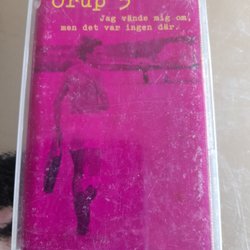 Orup 3
Jag vände mig om,
men det var ingen där.